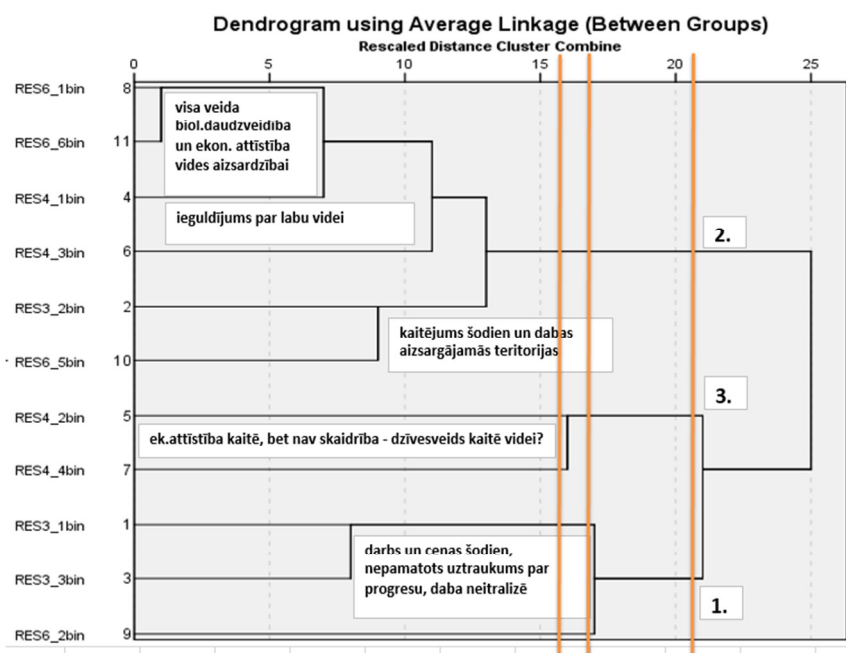 Dendrogram using Average Linkage (Between Groups)
Rescaled Distance Cluster Combine
0 5 10 15 20 25
RES6_1bin 8
RES6_6bin 11
RES4_1bin 4
RES4_3bin 6
RES3_2bin 2
RES6_5bin 10
RES4_2bin 5
RES4_4bin 7
RES3_1bin 1
RES3_3bin 3
RES6_2bin 9
visa veida
biol.daudzveidība
un ekon. attīstība
vides aizsardzībai
ieguldījums par labu videi
2.
kaitējums šodien un dabas
aizsargājamās teritorijas
3.
ek.attīstība kaitē, bet nav skaidrība - dzīvesveids kaitē videi?
darbs un cenas šodien,
nepamatots uztraukums par
progresu, daba neitralizē
1.